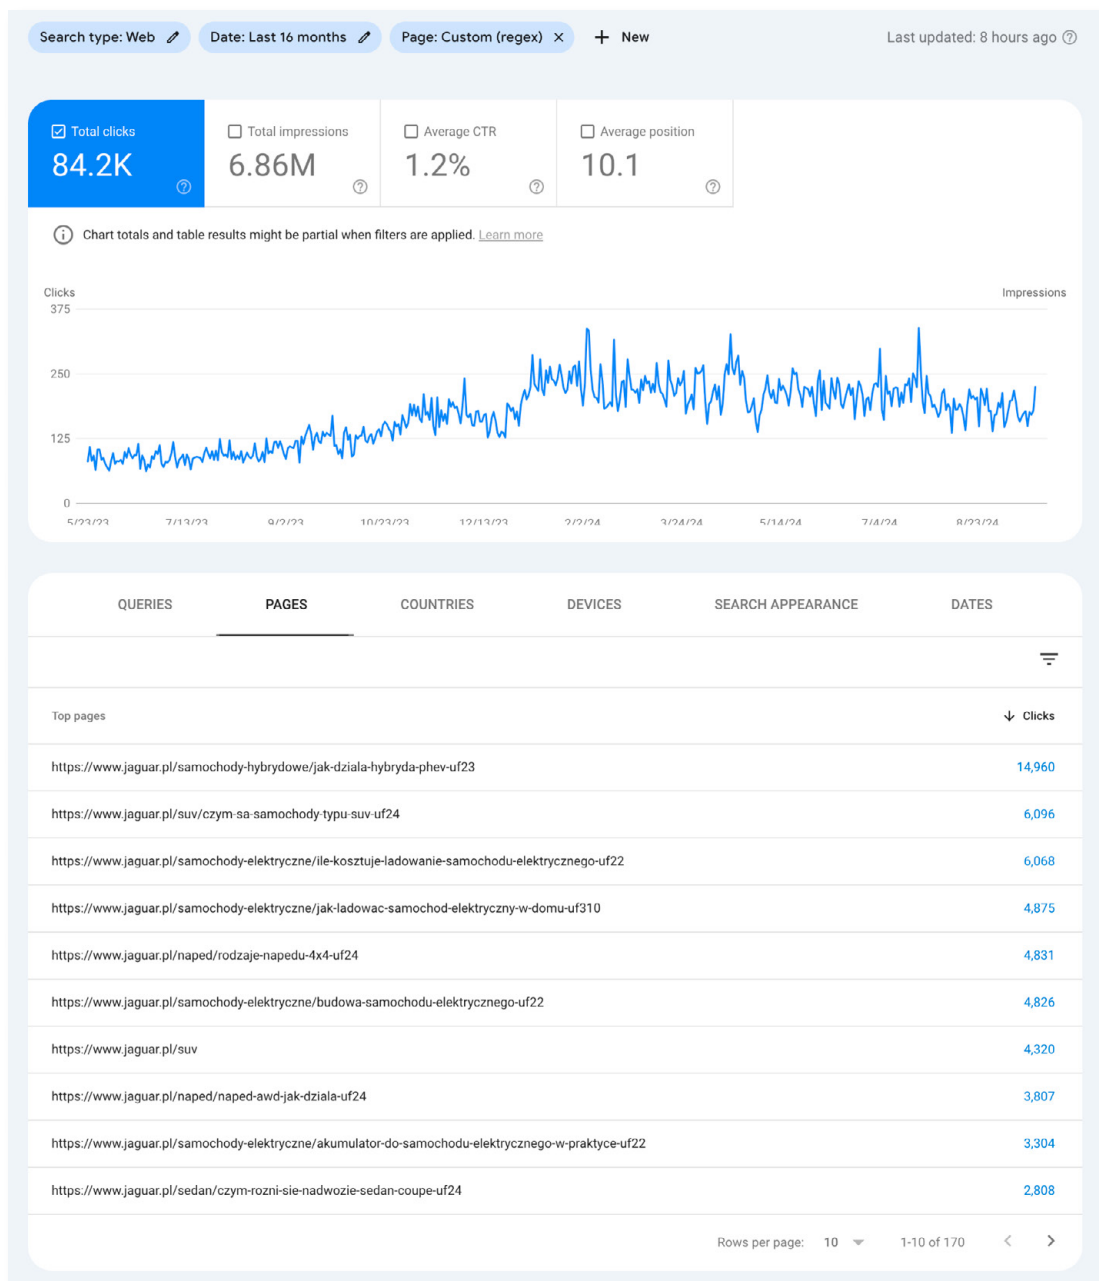 Search type: Web Date: Last 16 months Page: Custom (regex) × + New Last updated: 8 hours ago
Total clicks Total impressions Average CTR Average position
84.2K 6.86M 1.2% 10.1
Chart totals and table results might be partial when filters are applied. Learn more
Clicks Impressions
375
250
125
0
5/23/23 7/13/23 9/2/23 10/23/23 12/13/23 2/2/24 3/24/24 5/14/24 7/4/24 8/23/24
QUERIES PAGES COUNTRIES DEVICES SEARCH APPEARANCE DATES
Top pages Clicks
https://www.jaguar.pl/samochody-hybrydowe/jak-dziala-hybryda-phev-uf23 14,960
https://www.jaguar.pl/suv/czym-sa-samochody-typu-suv-uf24 6,096
https://www.jaguar.pl/samochody-elektryczne/ile-kosztuje-ladowanie-samochodu-elektrycznego-uf22 6,068
https://www.jaguar.pl/samochody-elektryczne/jak-ladowac-samochod-elektryczny-w-domu-uf310 4,875
https://www.jaguar.pl/naped/rodzaje-napedu-4x4-uf24 4,831
https://www.jaguar.pl/samochody-elektryczne/budowa-samochodu-elektrycznego-uf22 4,826
https://www.jaguar.pl/suv 4,320
https://www.jaguar.pl/naped/naped-awd-jak-dziala-uf24 3,807
https://www.jaguar.pl/samochody-elektryczne/akumulator-do-samochodu-elektrycznego-w-praktyce-uf22 3,304
https://www.jaguar.pl/sedan/czym-rozni-sie-nadwozie-sedan-coupe-uf24 2,808
Rows per page: 10 1-10 of 170